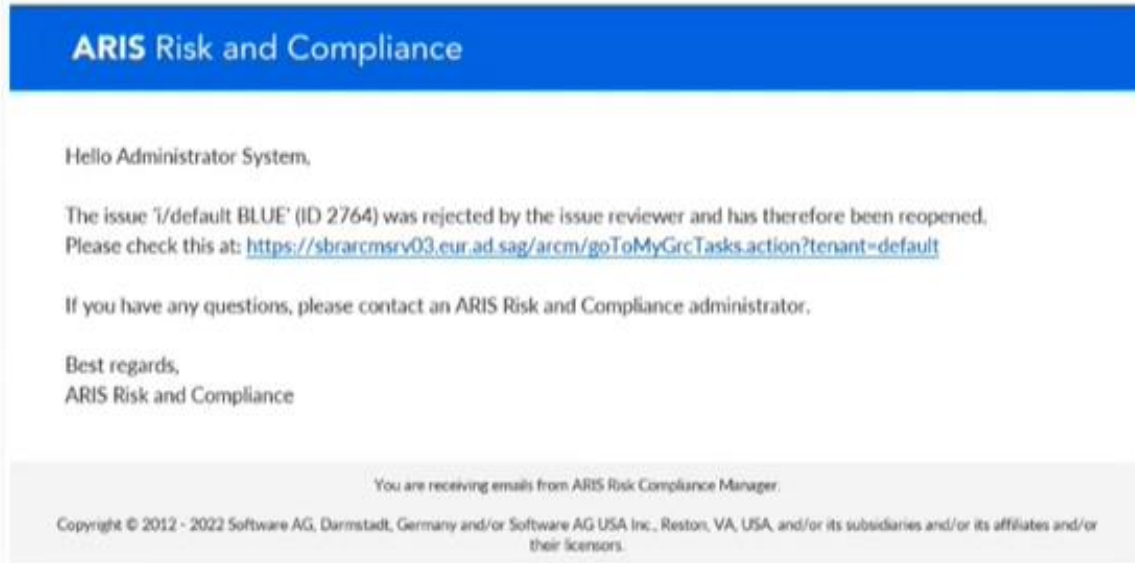 ARIS Risk and Compliance
Hello Administrator System,
The issue 'i/default BLUE' (ID 2764) was rejected by the issue reviewer and has therefore been reopened.
Please check this at: https://sbrarcmsrv03.eur.ad.sag/arcm/goToMyGrcTasks.action?tenant=default
If you have any questions, please contact an ARIS Risk and Compliance administrator.
Best regards,
ARIS Risk and Compliance
You are receiving emails from ARIS Risk Compliance Manager.
Copyright © 2012 - 2022 Software AG, Darmstadt, Germany and/or Software AG USA Inc., Reston, VA, USA, and/or its subsidiaries and/or its affiliates and/or
their licensors.